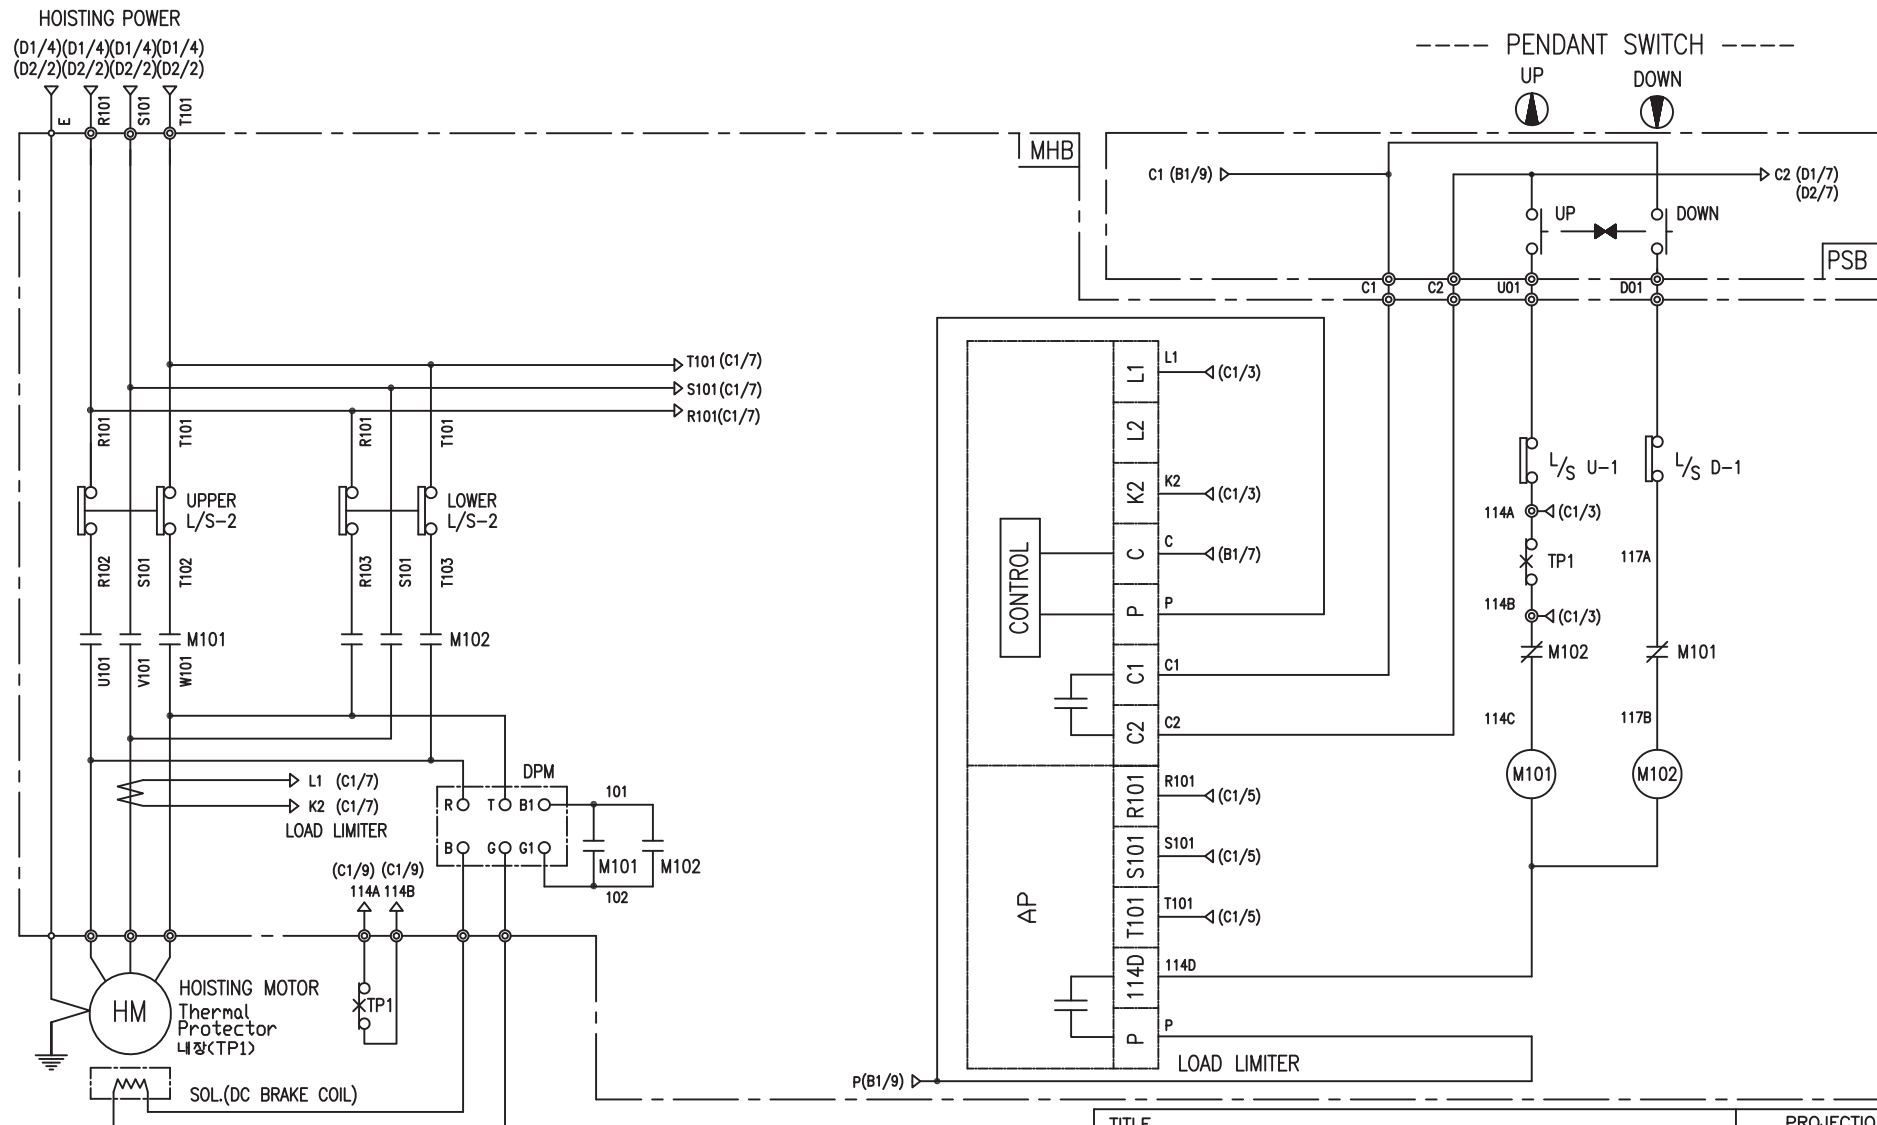 HOISTING POWER
(D1/4)(D1/4)(D1/4)(D1/4)
(D2/2)(D2/2)(D2/2)(D2/2)
E
R101
S101
T101
MHB
PENDANT SWITCH
UP
DOWN
C1 (B1/9)
C2 (D1/7)
(D2/7)
UP
DOWN
PSB
C1
C2
U01
D01
T101 (C1/7)
S101 (C1/7)
R101(C1/7)
R101
T101
R101
T101
UPPER
L/S-2
LOWER
L/S-2
R102
S101
T102
R103
S101
T103
M101
M102
U101
V101
W101
L1 (C1/7)
K2 (C1/7)
LOAD LIMITER
DPM
R
T
B1
B
G
G1
101
M101
M102
102
(C1/9) (C1/9)
114A 114B
TP1
HM
HOISTING MOTOR
Thermal
Protector
내장(TP1)
SOL.(DC BRAKE COIL)
CONTROL
AP
L1
L1
(C1/3)
L2
K2
K2
(C1/3)
C
C
(B1/7)
P
P
C1
C1
C2
C2
R101
R101
(C1/5)
S101
S101
(C1/5)
T101
T101
(C1/5)
114D
114D
P
P
LOAD LIMITER
P(B1/9)
L/S U-1
L/S D-1
114A
(C1/3)
TP1
117A
114B
(C1/3)
M102
M101
114C
117B
M101
M102
TITLE
PROJECTIO